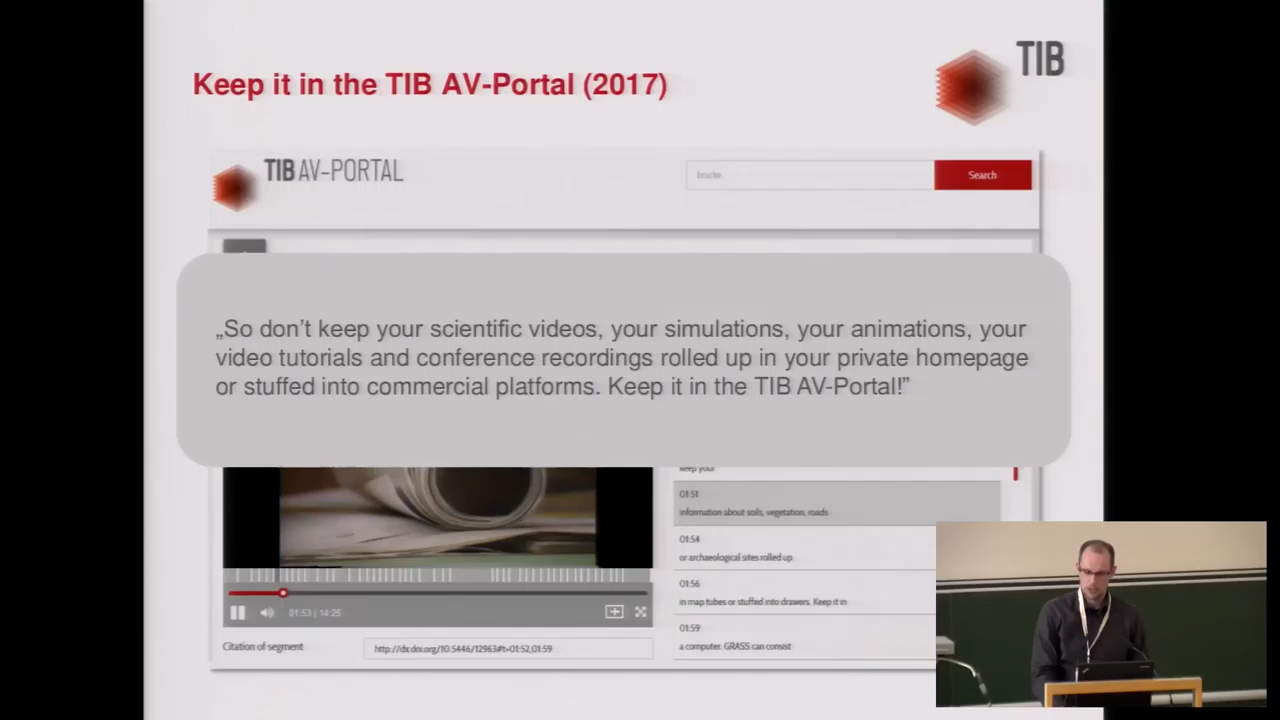 Keep it in the TIB AV-Portal (2017)
TIB
TIB AV-PORTAL
Search
„So don't keep your scientific videos, your simulations, your animations, your
video tutorials and conference recordings rolled up in your private homepage
or stuffed into commercial platforms. Keep it in the TIB AV-Portal!”
keep your
01:51
information about soils, vegetation, roads
01:54
or archaeological sites rolled up
01:56
in map tubes or stuffed into drawers. Keep it in
01:59
a computer. GRASS can consist
01:53 | 14:25
Citation of segment
http://dx.doi.org/10.5446/12963#t=01:52,01:59